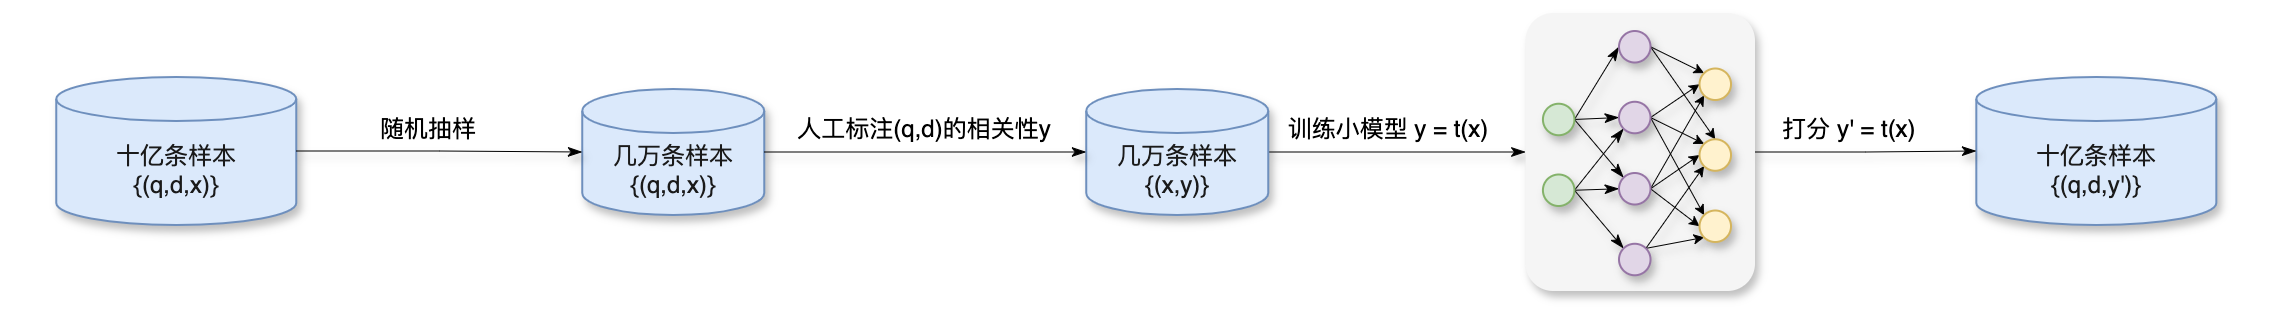 十亿条样本
{(q,d,x)}
随机抽样
几万条样本
{(q,d,x)}
人工标注(q,d)的相关性y
几万条样本
{(x,y)}
训练小模型 y = t(x)
打分 y' = t(x)
十亿条样本
{(q,d,y')}